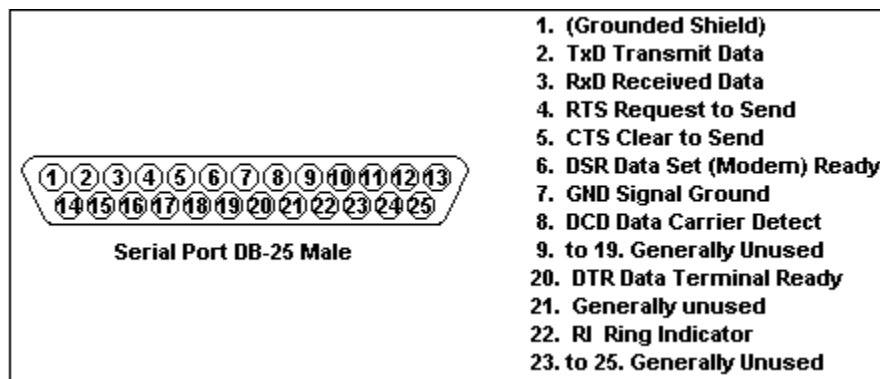 1 2 3 4 5 6 7 8 9 10 11 12 13
14 15 16 17 18 19 20 21 22 23 24 25
Serial Port DB-25 Male
1. (Grounded Shield)
2. TxD Transmit Data
3. RxD Received Data
4. RTS Request to Send
5. CTS Clear to Send
6. DSR Data Set (Modem) Ready
7. GND Signal Ground
8. DCD Data Carrier Detect
9. to 19. Generally Unused
20. DTR Data Terminal Ready
21. Generally unused
22. RI Ring Indicator
23. to 25. Generally Unused